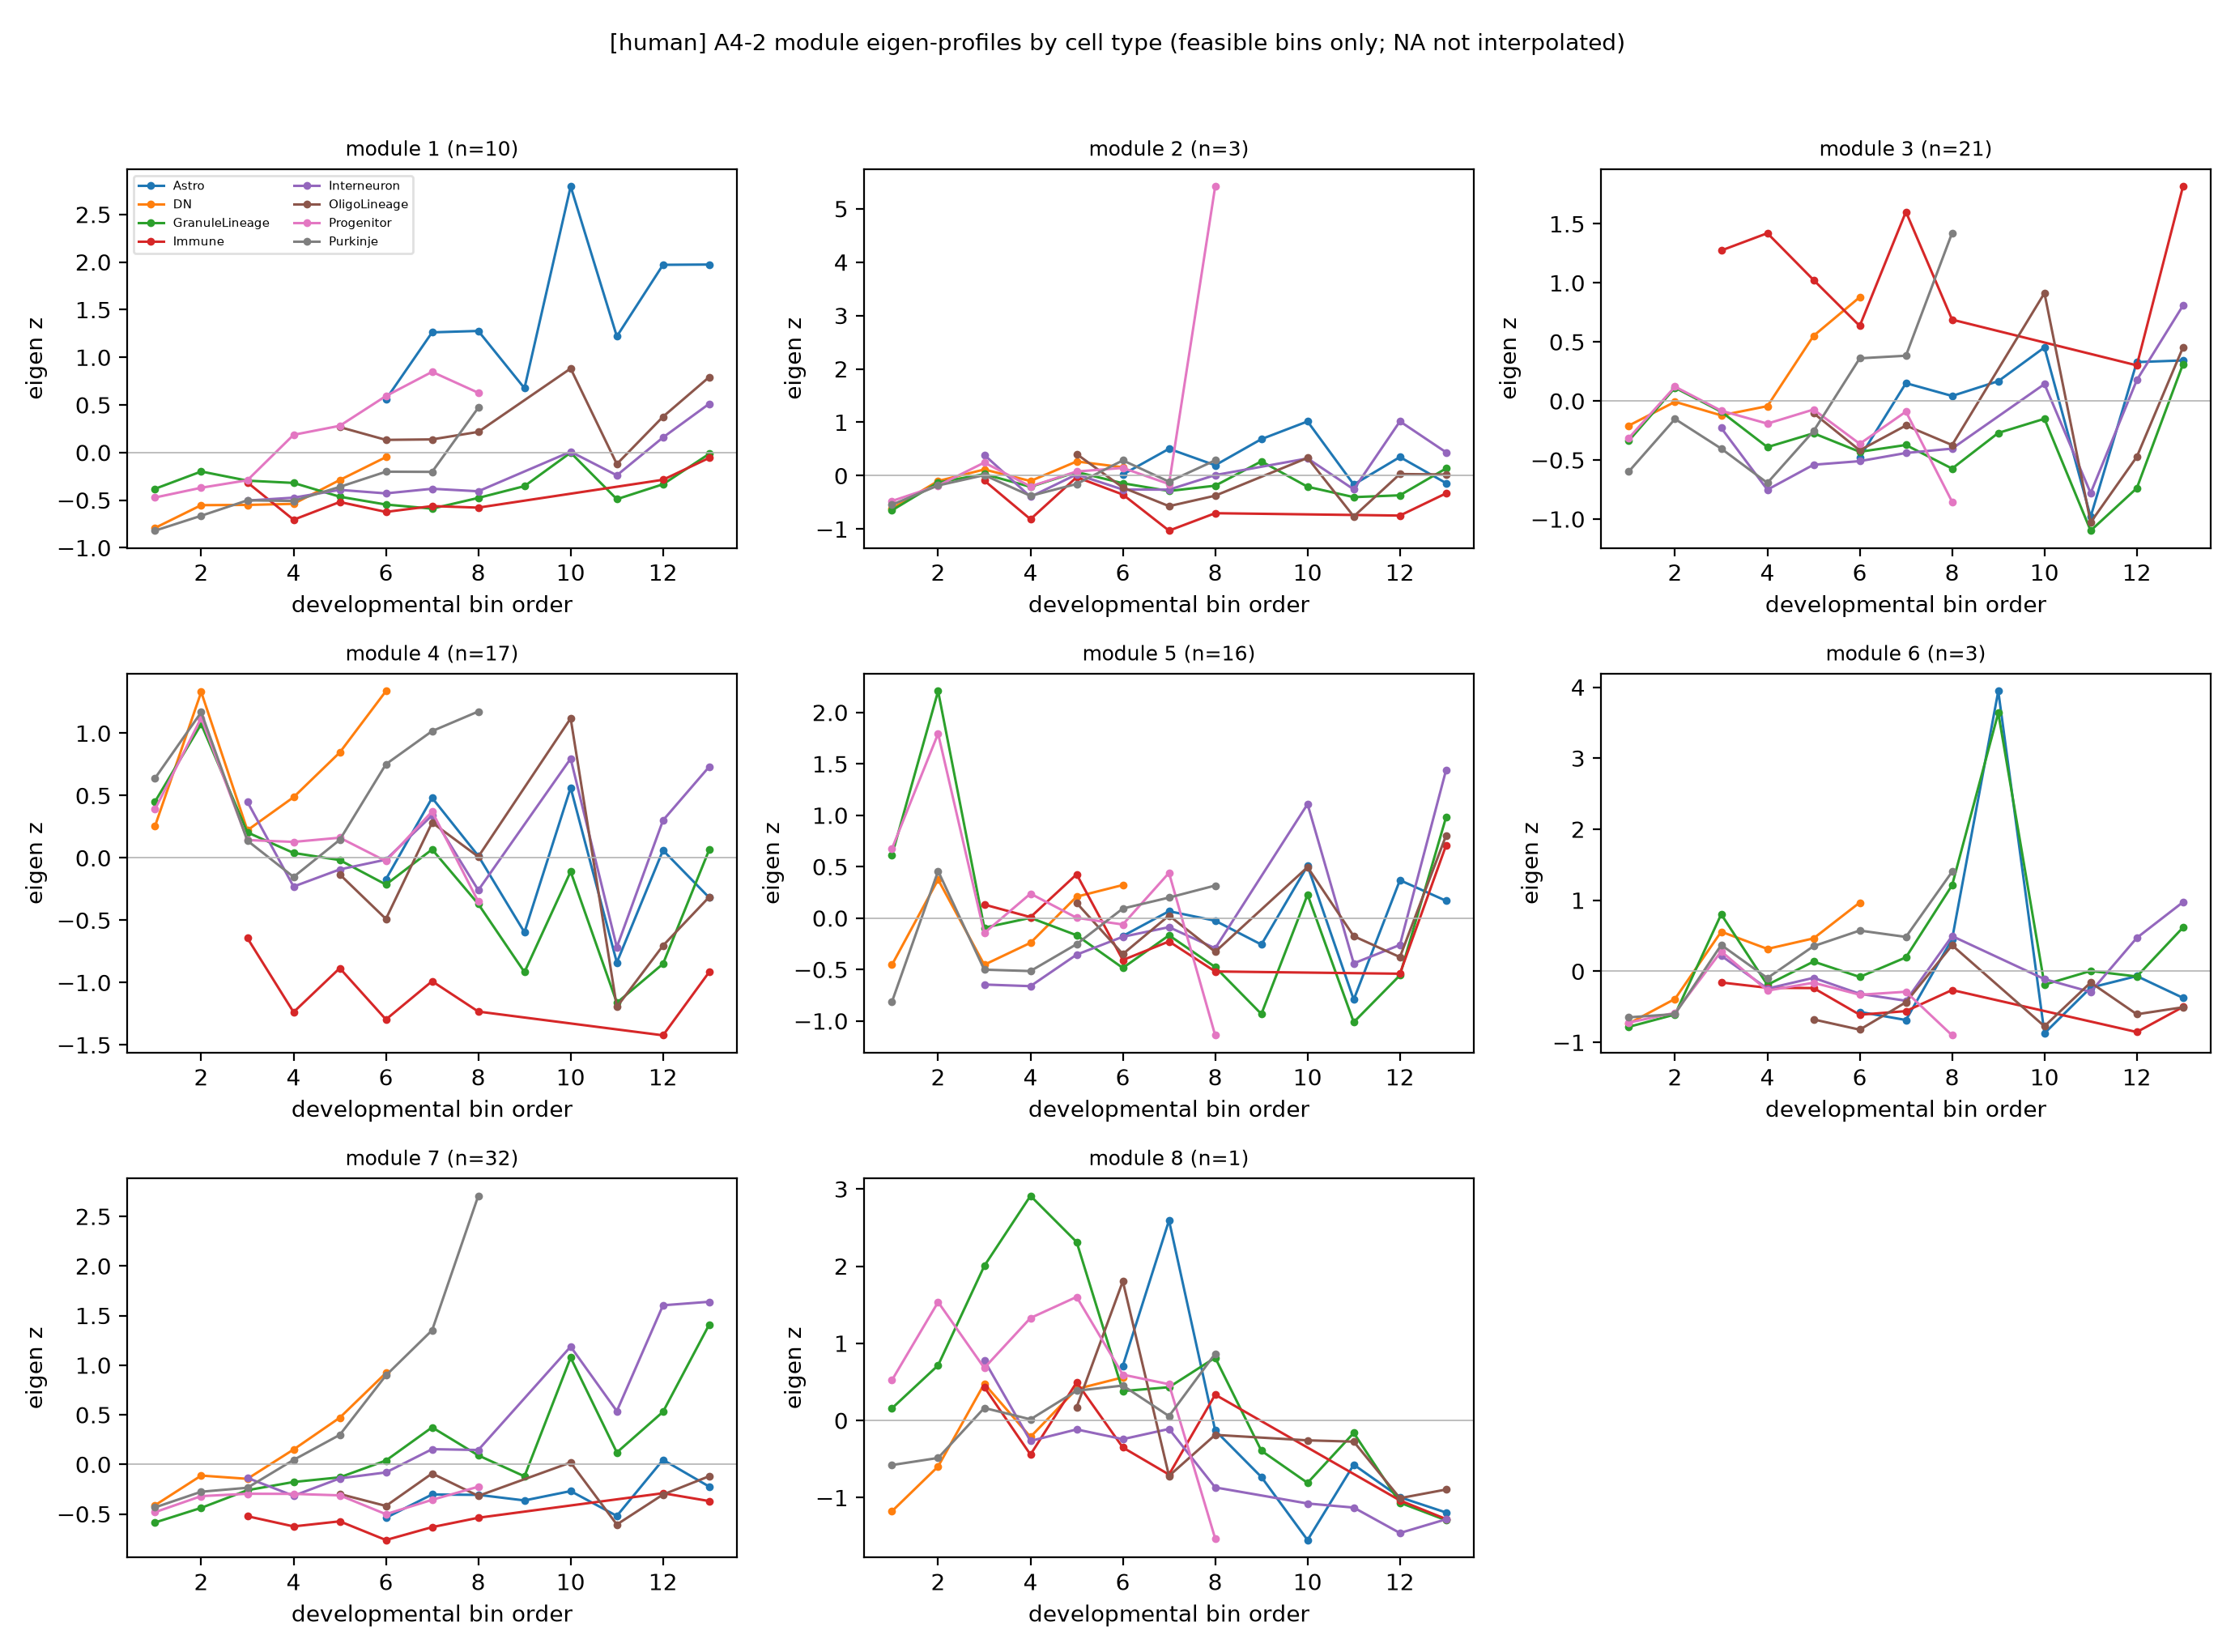 [human] A4-2 module eigen-profiles by cell type (feasible bins only; NA not interpolated)
module 1 (n=10)
eigen z
2.5
2.0
1.5
1.0
0.5
0.0
−0.5
−1.0
Astro
DN
GranuleLineage
Immune
Interneuron
OligoLineage
Progenitor
Purkinje
2 4 6 8 10 12
developmental bin order
module 2 (n=3)
eigen z
5
4
3
2
1
0
−1
2 4 6 8 10 12
developmental bin order
module 3 (n=21)
eigen z
1.5
1.0
0.5
0.0
−0.5
−1.0
2 4 6 8 10 12
developmental bin order
module 4 (n=17)
eigen z
1.0
0.5
0.0
−0.5
−1.0
−1.5
2 4 6 8 10 12
developmental bin order
module 5 (n=16)
eigen z
2.0
1.5
1.0
0.5
0.0
−0.5
−1.0
2 4 6 8 10 12
developmental bin order
module 6 (n=3)
eigen z
4
3
2
1
0
−1
2 4 6 8 10 12
developmental bin order
module 7 (n=32)
eigen z
2.5
2.0
1.5
1.0
0.5
0.0
−0.5
2 4 6 8 10 12
developmental bin order
module 8 (n=1)
eigen z
3
2
1
0
−1
2 4 6 8 10 12
developmental bin order